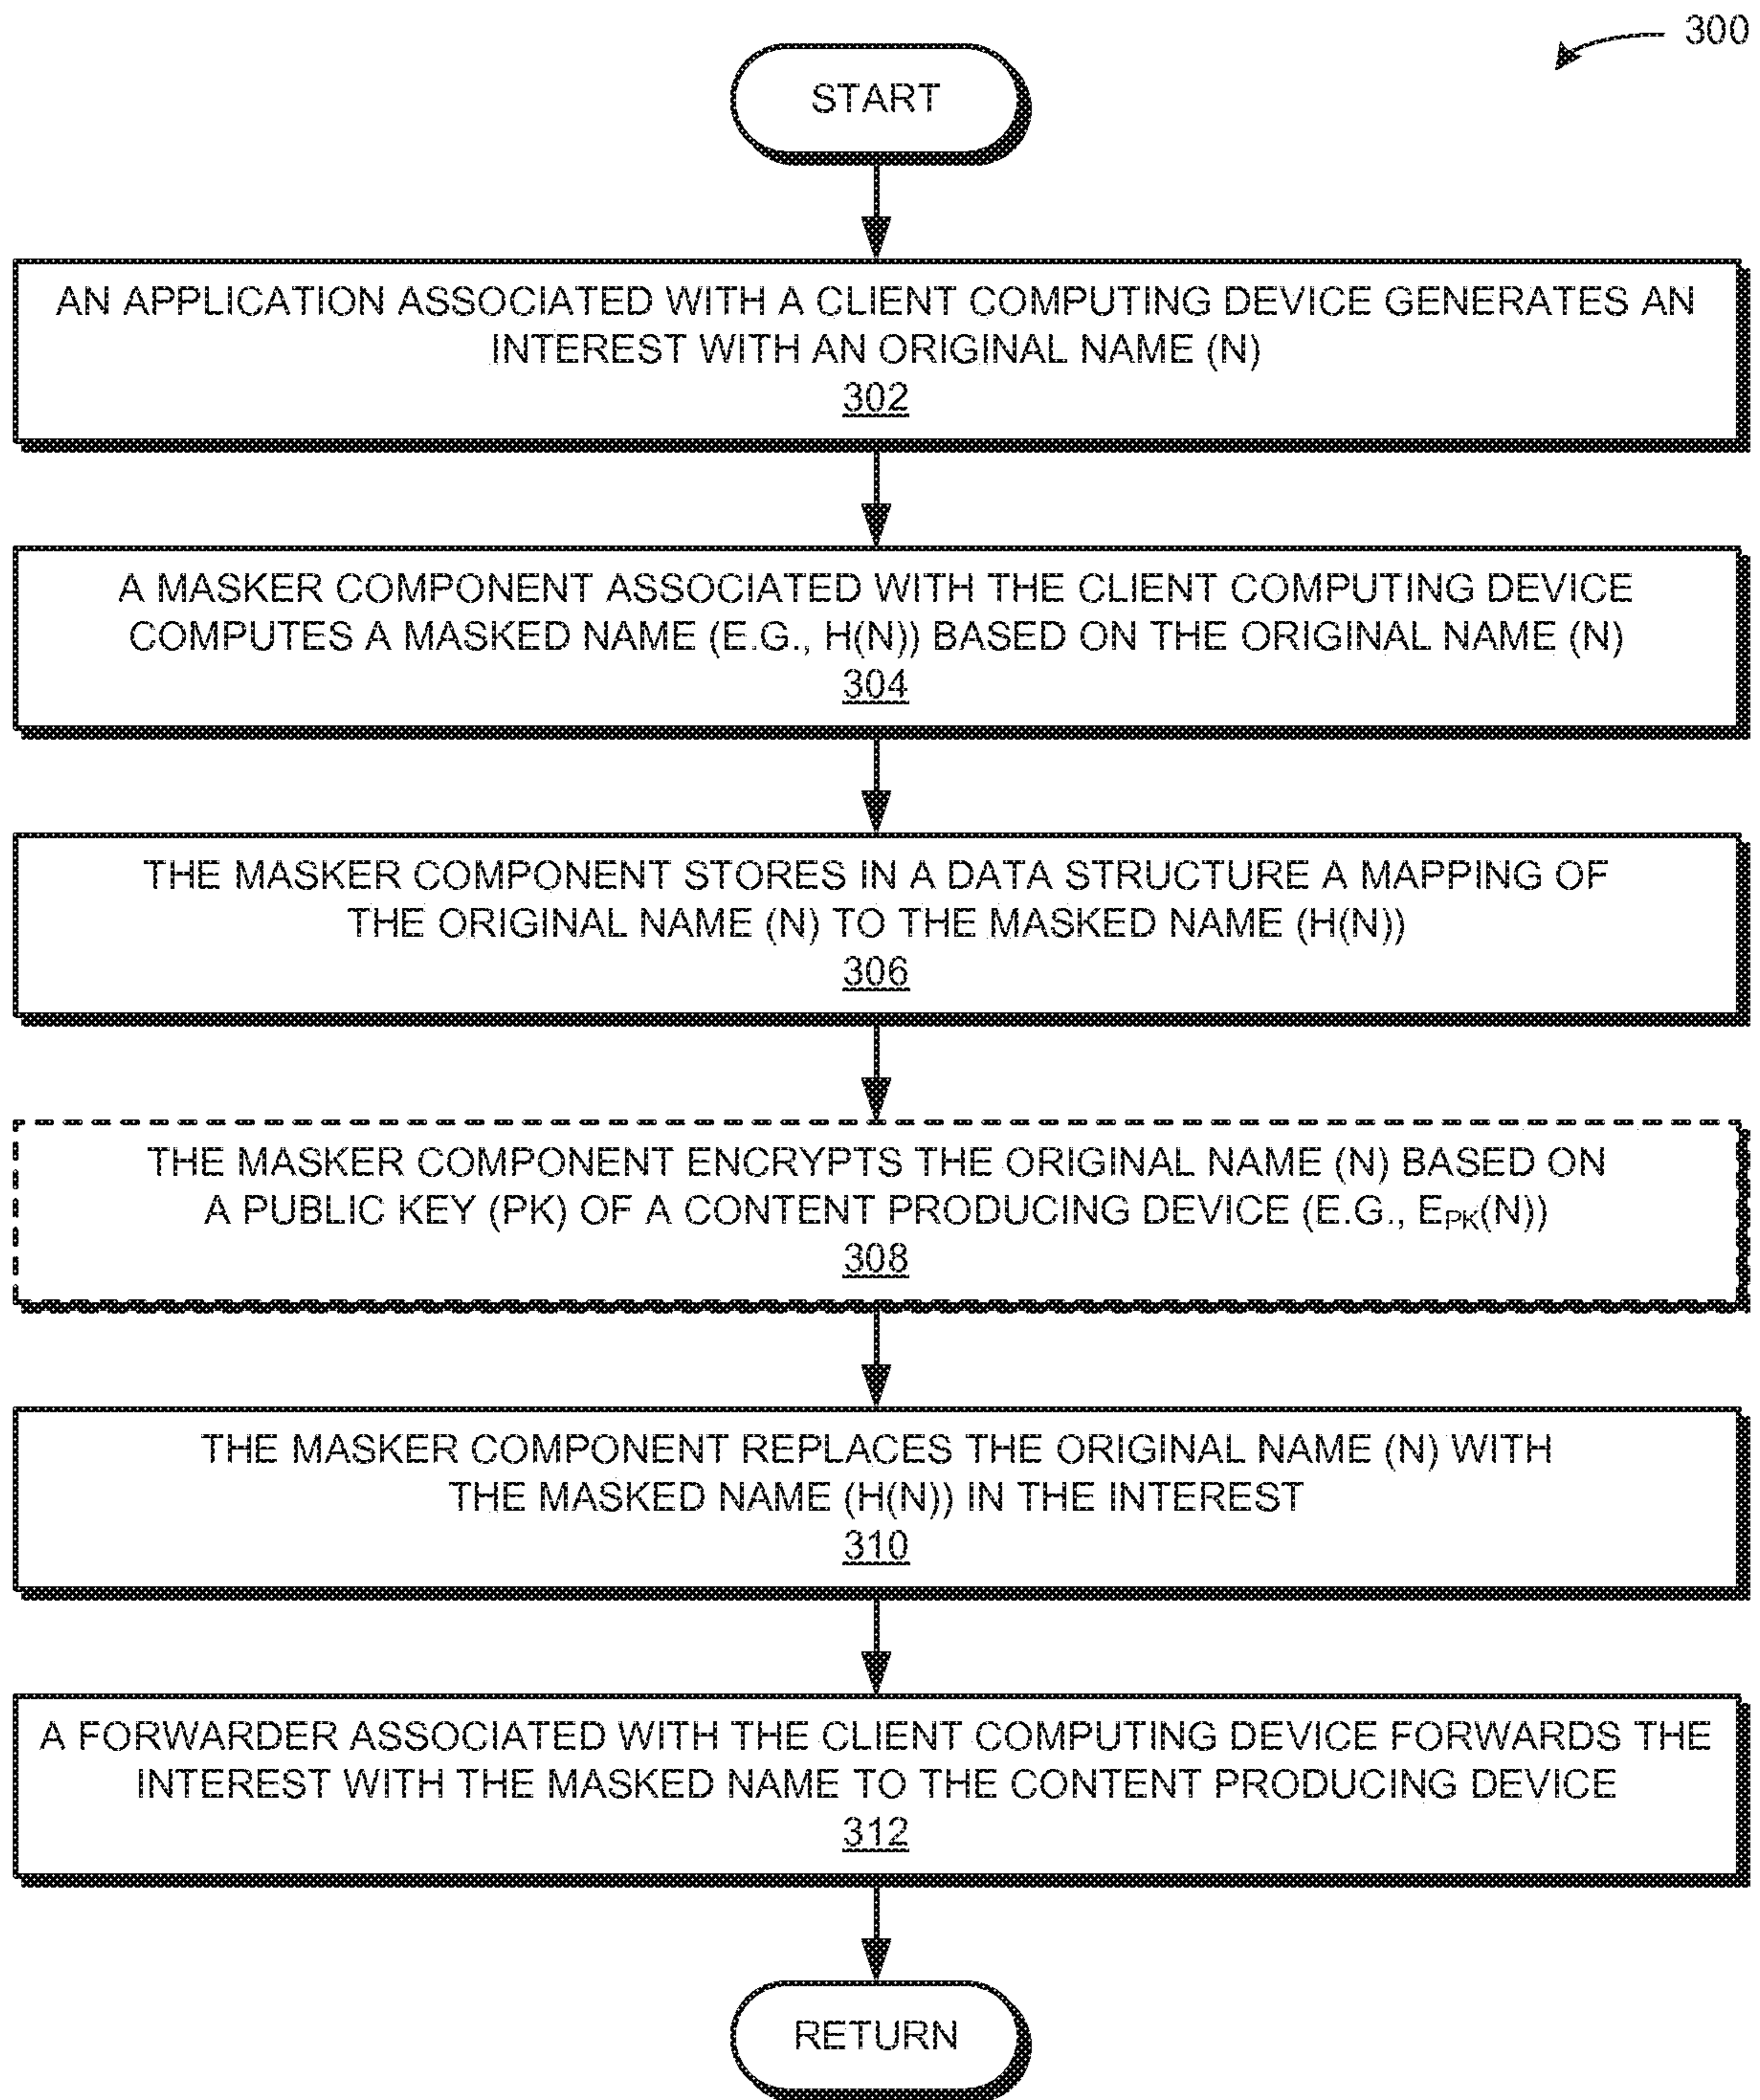 300
START
AN APPLICATION ASSOCIATED WITH A CLIENT COMPUTING DEVICE GENERATES AN
INTEREST WITH AN ORIGINAL NAME (N)
302
A MASKER COMPONENT ASSOCIATED WITH THE CLIENT COMPUTING DEVICE
COMPUTES A MASKED NAME (E.G., H(N)) BASED ON THE ORIGINAL NAME (N)
304
THE MASKER COMPONENT STORES IN A DATA STRUCTURE A MAPPING OF
THE ORIGINAL NAME (N) TO THE MASKED NAME (H(N))
306
THE MASKER COMPONENT ENCRYPTS THE ORIGINAL NAME (N) BASED ON
A PUBLIC KEY (PK) OF A CONTENT PRODUCING DEVICE (E.G., EPK(N))
308
THE MASKER COMPONENT REPLACES THE ORIGINAL NAME (N) WITH
THE MASKED NAME (H(N)) IN THE INTEREST
310
A FORWARDER ASSOCIATED WITH THE CLIENT COMPUTING DEVICE FORWARDS THE
INTEREST WITH THE MASKED NAME TO THE CONTENT PRODUCING DEVICE
312
RETURN